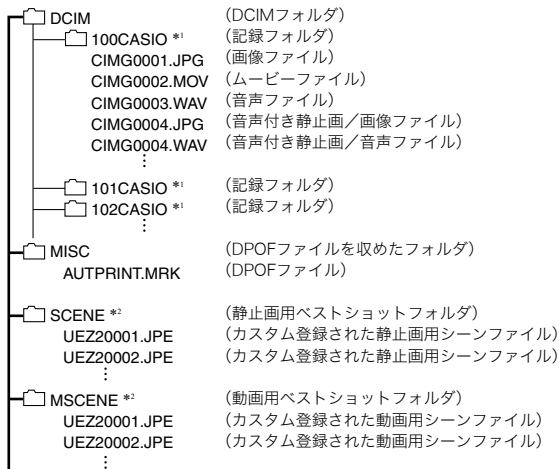 DCIM （DCIMフォルダ）
100CASIO *1 （記録フォルダ）
CIMG0001.JPG （画像ファイル）
CIMG0002.MOV （ムービーファイル）
CIMG0003.WAV （音声ファイル）
CIMG0004.JPG （音声付き静止画／画像ファイル）
CIMG0004.WAV （音声付き静止画／音声ファイル）
⋮
101CASIO *1 （記録フォルダ）
102CASIO *1 （記録フォルダ）
⋮
MISC （DPOFファイルを収めたフォルダ）
AUTPRINT.MRK （DPOFファイル）
SCENE *2 （静止画用ベストショットフォルダ）
UEZ20001.JPE （カスタム登録された静止画用シーンファイル）
UEZ20002.JPE （カスタム登録された静止画用シーンファイル）
⋮
MSCENE *2 （動画用ベストショットフォルダ）
UEZ20001.JPE （カスタム登録された動画用シーンファイル）
UEZ20002.JPE （カスタム登録された動画用シーンファイル）
⋮